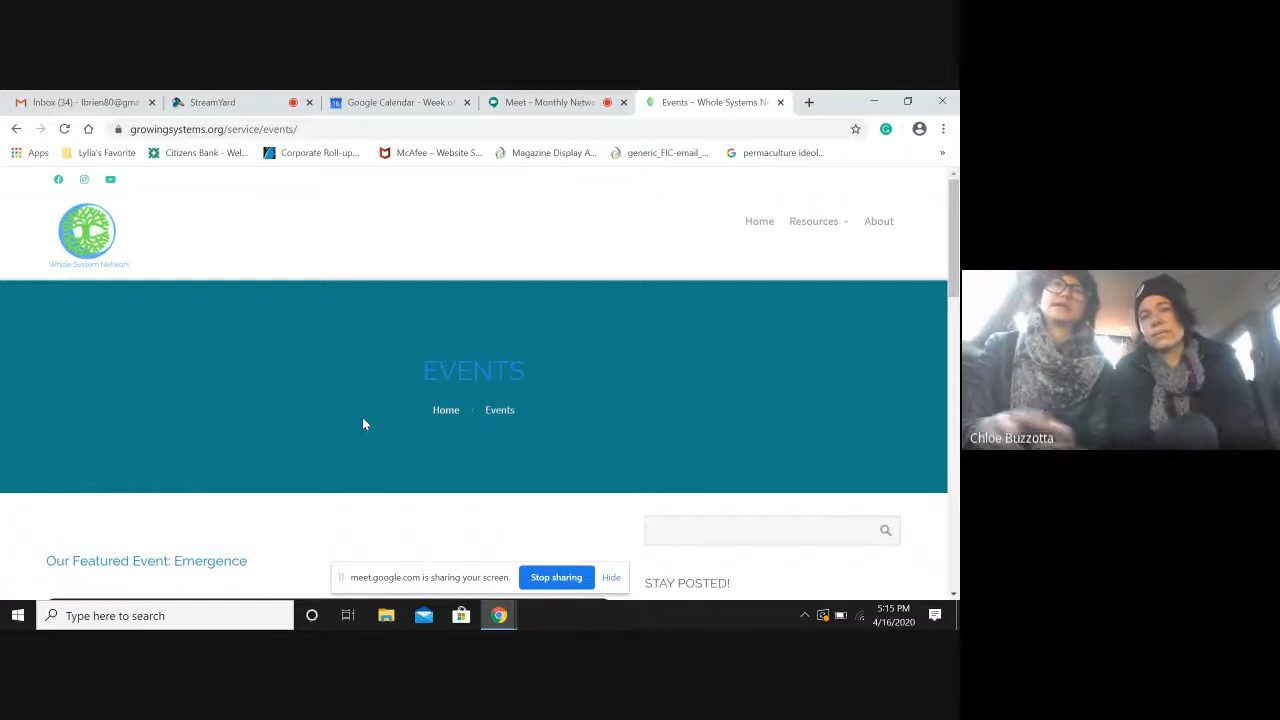 Inbox (34) - lbrien80@gma
StreamYard
Google Calendar - Week o
Meet - Monthly Netwo
Events – Whole Systems N
growingsystems.org/service/events/
Apps
Lylia's Favorite
Citizens Bank - Wel...
Corporate Roll-up...
McAfee – Website S...
Magazine Display A...
generic_FIC-email_...
permaculture ideol...
»
Whole System Network
Home
Resources
About
EVENTS
Home / Events
Our Featured Event: Emergence
STAY POSTED!
meet.google.com is sharing your screen.
Stop sharing
Hide
Type here to search
5:15 PM
4/16/2020
Chloe Buzzotta